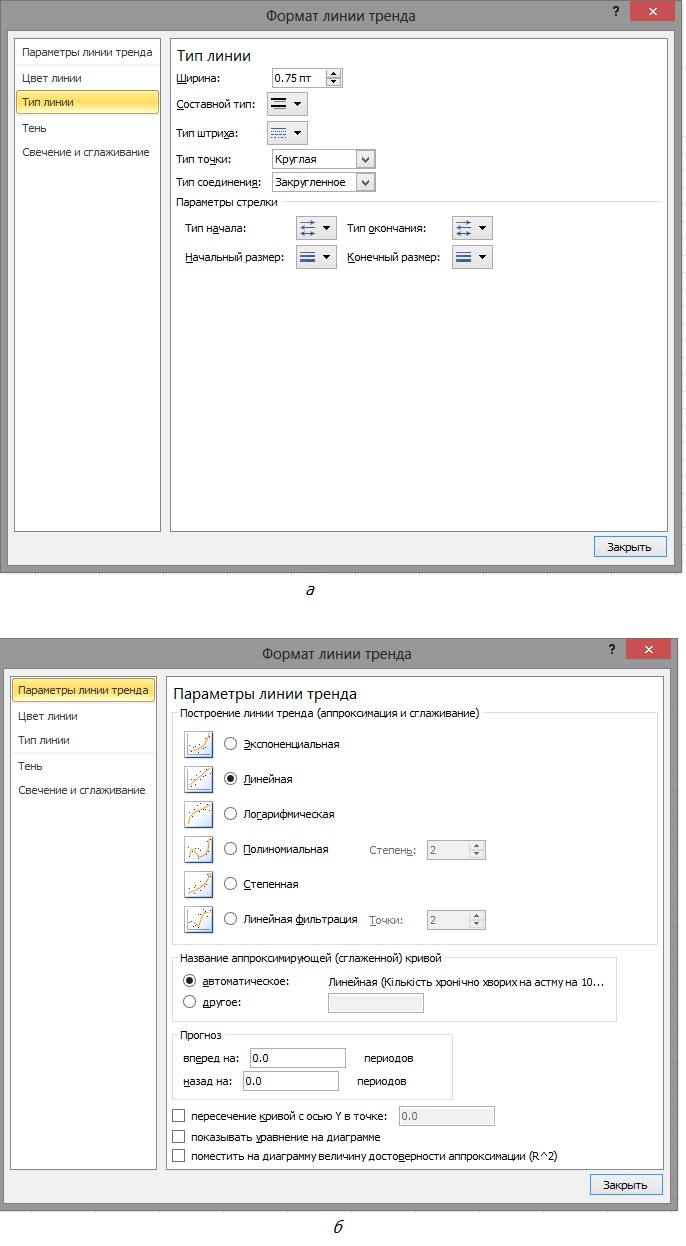 Формат линии тренда
?
Параметры линии тренда
Цвет линии
Тип линии
Тень
Свечение и сглаживание
Тип линии
Ширина: 0.75 пт
Составной тип:
Тип штриха:
Тип точки: Круглая
Тип соединения: Закругленное
Параметры стрелки
Тип начала: Тип окончания:
Начальный размер: Конечный размер:
Закрыть
а
Формат линии тренда
?
Параметры линии тренда
Цвет линии
Тип линии
Тень
Свечение и сглаживание
Параметры линии тренда
Построение линии тренда (аппроксимация и сглаживание)
Экспоненциальная
Линейная
Логарифмическая
Полиномиальная Степень: 2
Степенная
Линейная фильтрация Точки: 2
Название аппроксимирующей (сглаженной) кривой
автоматическое: Линейная (Кількість хронічно хворих на астму на 10...
другое:
Прогноз
вперед на: 0.0 периодов
назад на: 0.0 периодов
пересечение кривой с осью Y в точке: 0.0
показывать уравнение на диаграмме
поместить на диаграмму величину достоверности аппроксимации (R^2)
Закрыть
б